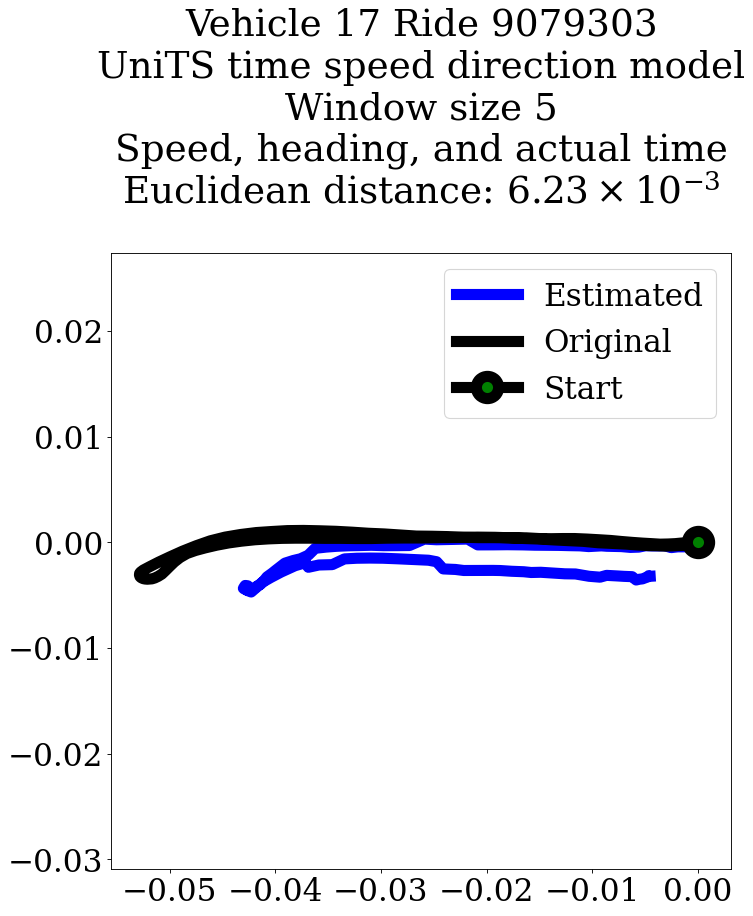 Vehicle 17 Ride 9079303
UniTS time speed direction model
Window size 5
Speed, heading, and actual time
Euclidean distance: 6.23 × 10⁻³
Estimated
Original
Start
0.02
0.01
0.00
−0.01
−0.02
−0.03
−0.05 −0.04 −0.03 −0.02 −0.01 0.00